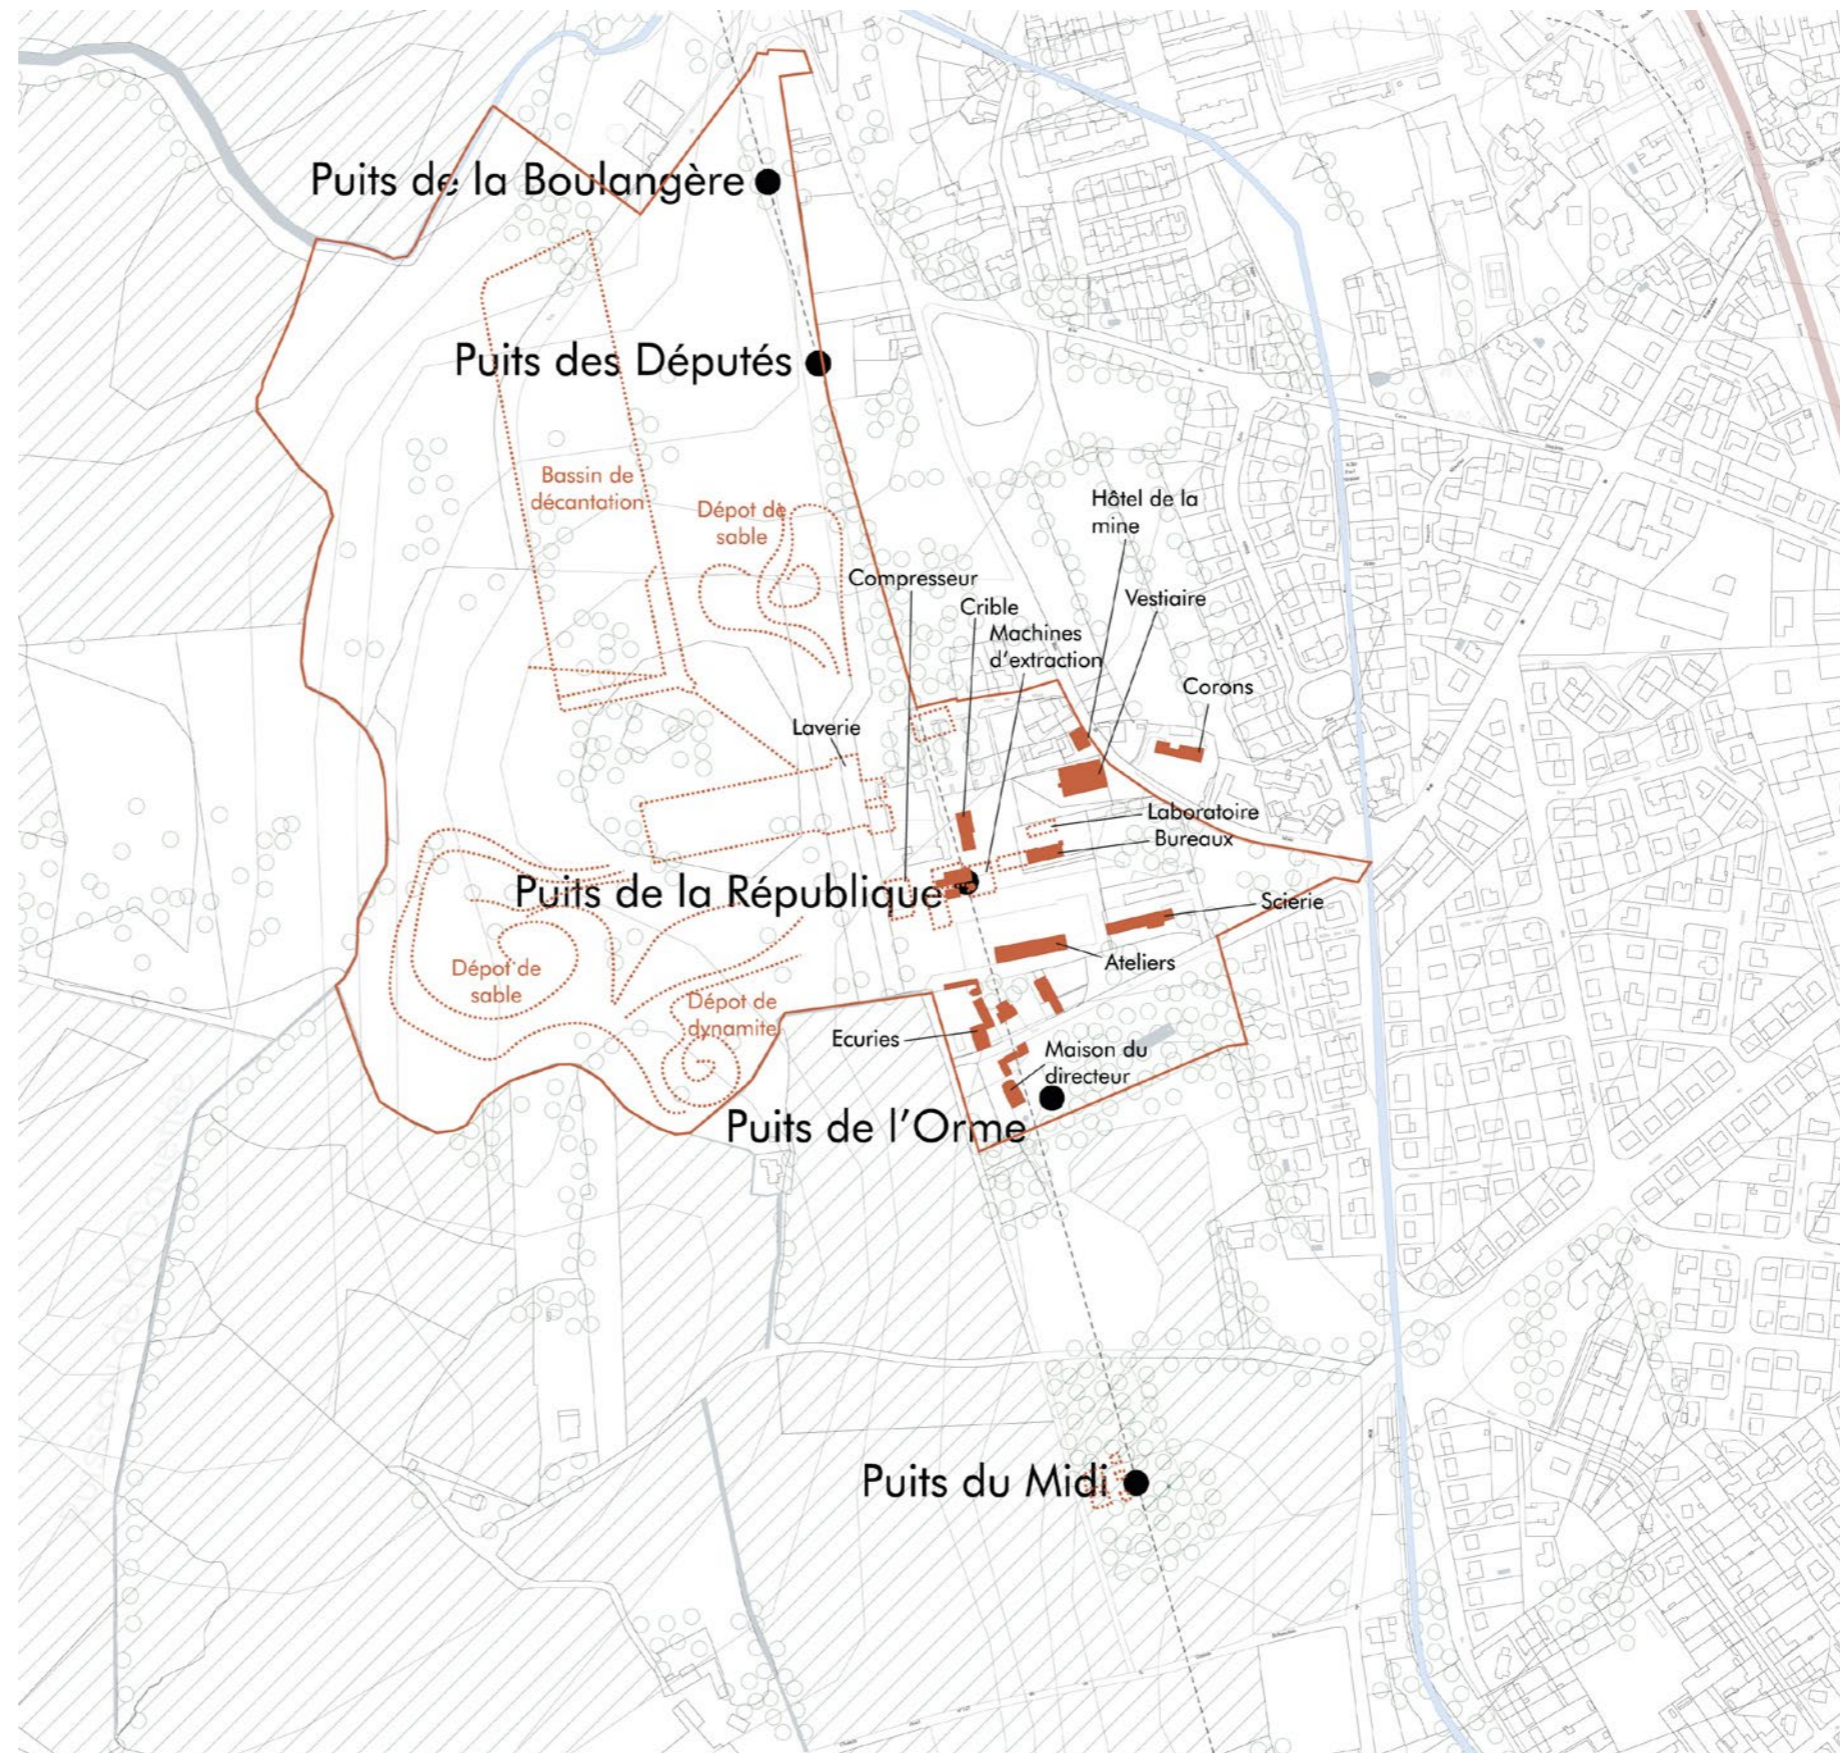 Puits de la Boulangère
Puits des Députés
Bassin de
décantation
Dépot de
sable
Hôtel de la
mine
Compresseur
Vestiaire
Crible
Machines
d'extraction
Corons
Laverie
Laboratoire
Bureaux
Puits de la République
Scierie
Ateliers
Dépot de
sable
Dépot de
dynamite
Ecuries
Maison du
directeur
Puits de l'Orme
Puits du Midi